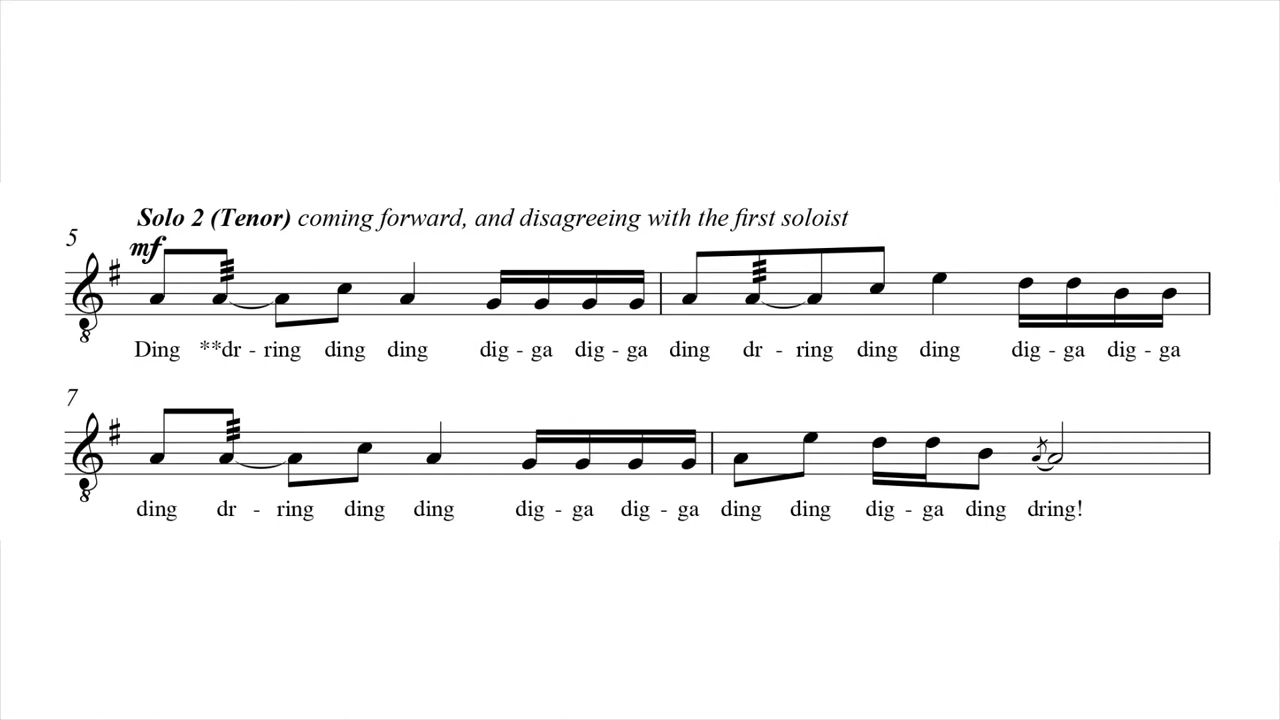 Solo 2 (Tenor) coming forward, and disagreeing with the first soloist
5
mf
8
Ding **dr - ring ding ding dig - ga dig - ga ding dr - ring ding ding dig - ga dig - ga
7
8
ding dr - ring ding ding dig - ga dig - ga ding ding dig - ga ding dring!